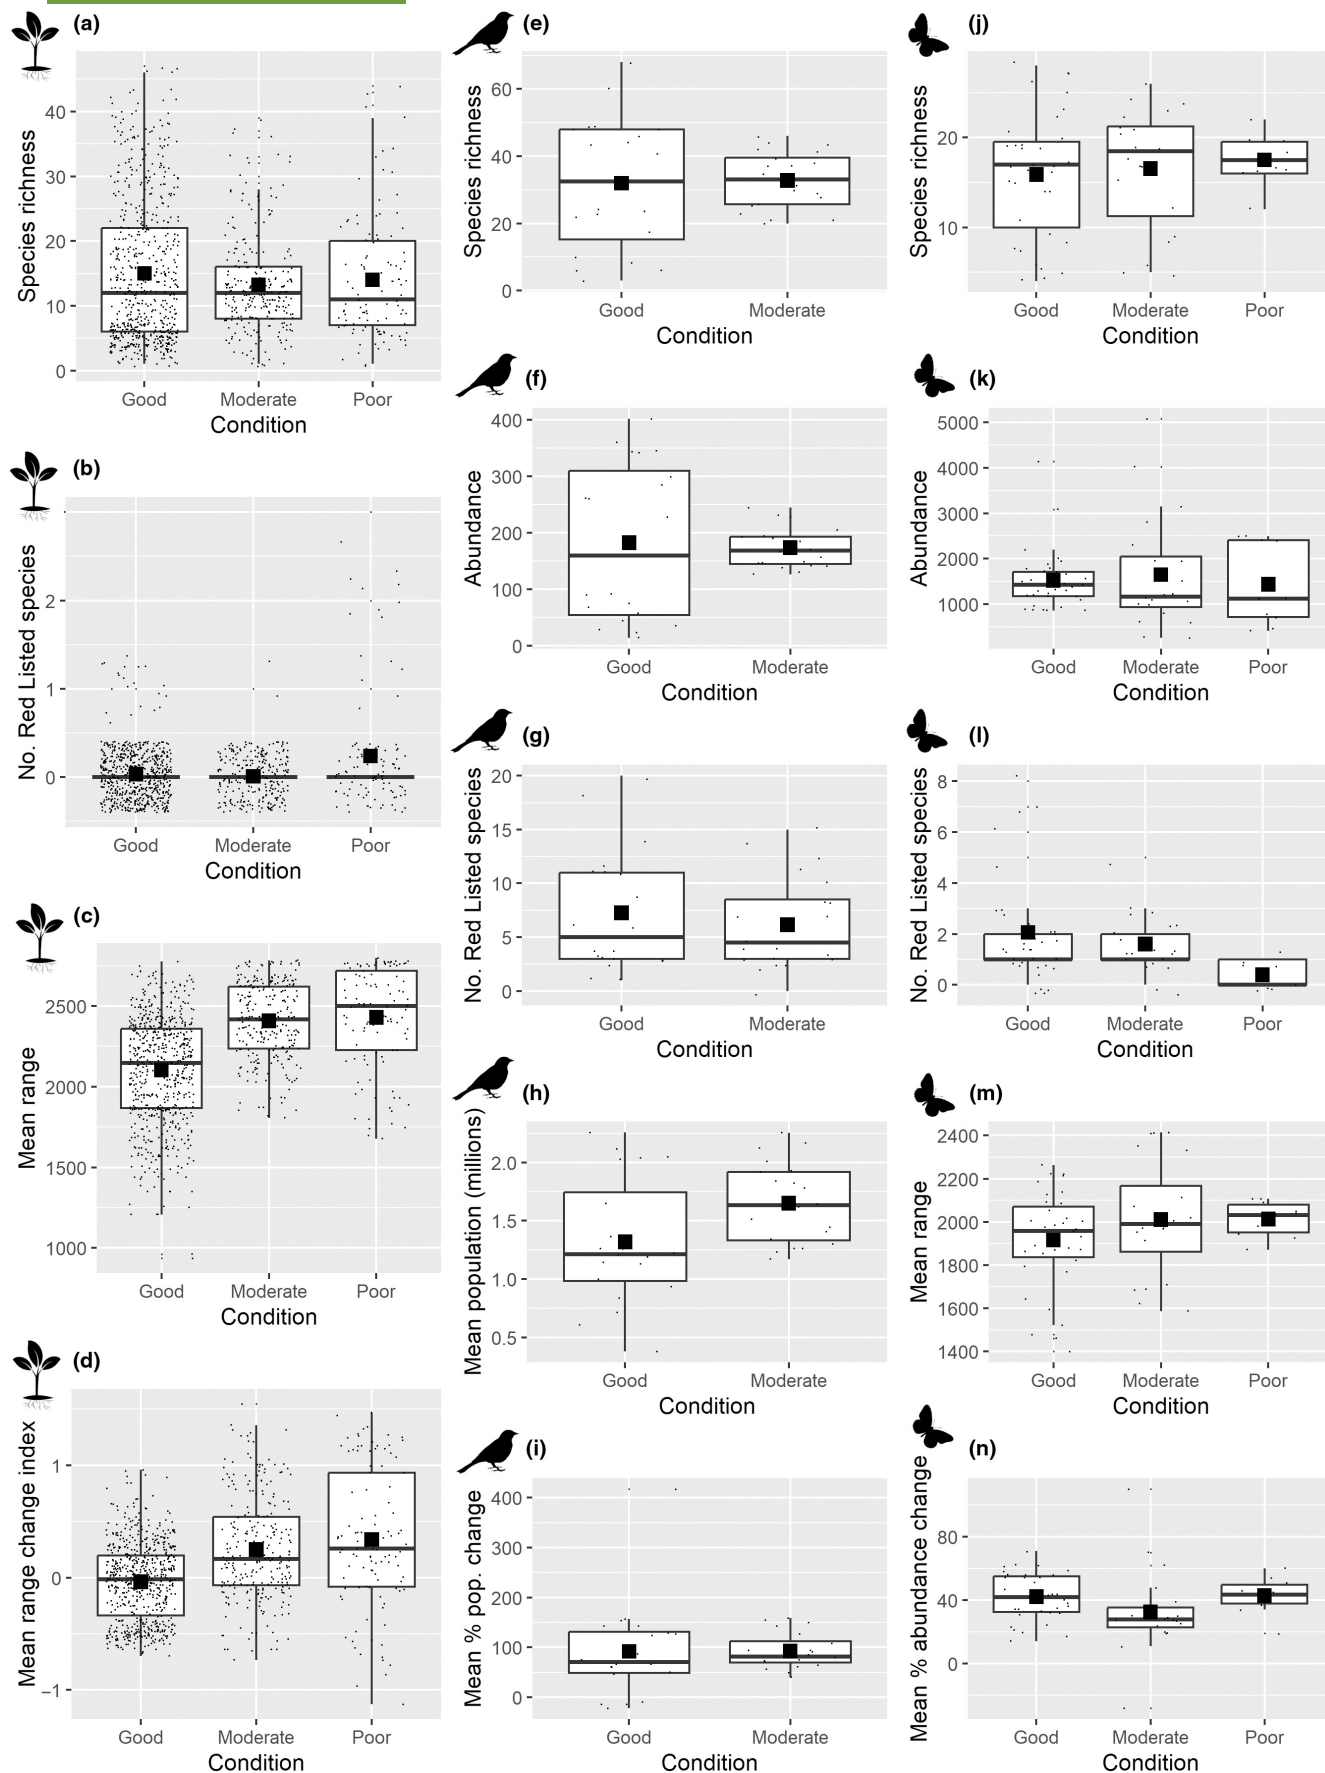 (a)
Species richness
40
30
20
10
0
Good Moderate Poor
Condition
(b)
No. Red Listed species
2
1
0
Good Moderate Poor
Condition
(c)
Mean range
2500
2000
1500
1000
Good Moderate Poor
Condition
(d)
Mean range change index
1
0
−1
Good Moderate Poor
Condition
(e)
Species richness
60
40
20
0
Good Moderate
Condition
(f)
Abundance
400
300
200
100
0
Good Moderate
Condition
(g)
No. Red Listed species
20
15
10
5
0
Good Moderate
Condition
(h)
Mean population (millions)
2.0
1.5
1.0
0.5
Good Moderate
Condition
(i)
Mean % pop. change
400
300
200
100
0
Good Moderate
Condition
(j)
Species richness
20
10
Good Moderate Poor
Condition
(k)
Abundance
5000
4000
3000
2000
1000
Good Moderate Poor
Condition
(l)
No. Red Listed species
8
6
4
2
0
Good Moderate Poor
Condition
(m)
Mean range
2400
2200
2000
1800
1600
1400
Good Moderate Poor
Condition
(n)
Mean % abundance change
80
40
0
Good Moderate Poor
Condition